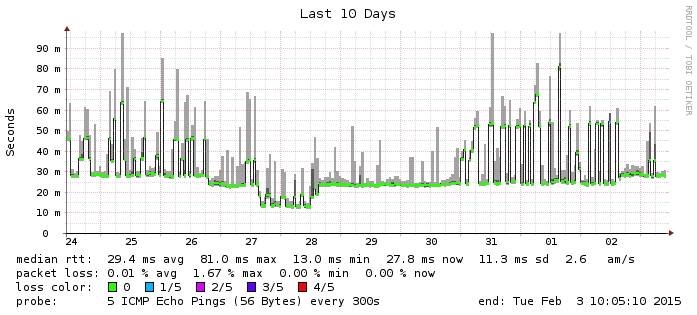 Last 10 Days
RRDTOOL / TOBI OETIKER
Seconds
90 m
80 m
70 m
60 m
50 m
40 m
30 m
20 m
10 m
0
24 25 26 27 28 29 30 31 01 02
median rtt: 29.4 ms avg 81.0 ms max 13.0 ms min 27.8 ms now 11.3 ms sd 2.6 am/s
packet loss: 0.01 % avg 1.67 % max 0.00 % min 0.00 % now
loss color: 0 1/5 2/5 3/5 4/5
probe: 5 ICMP Echo Pings (56 Bytes) every 300s end: Tue Feb 3 10:05:10 2015